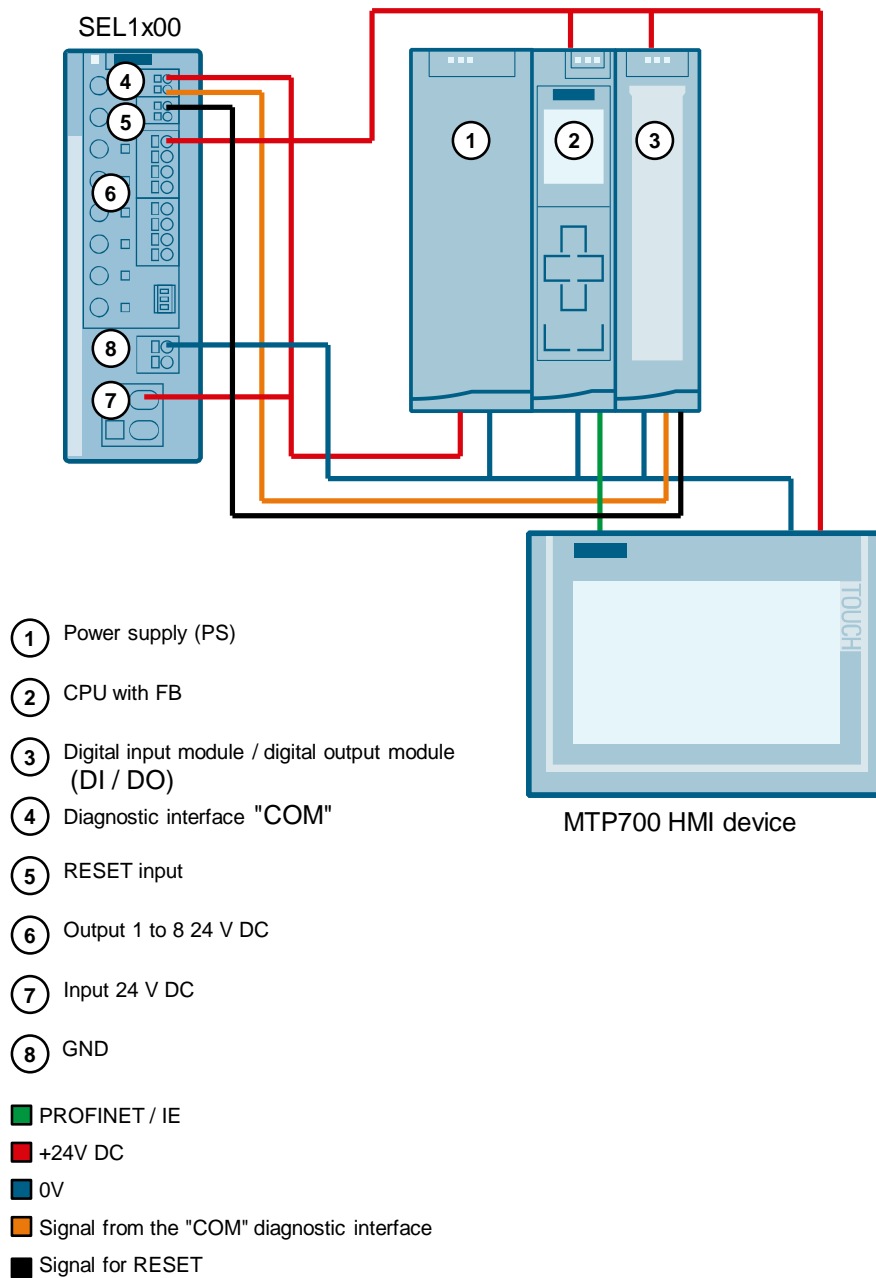 SEL1x00
4
5
6
8
7
1
2
3
TOUCH
MTP700 HMI device
1 Power supply (PS)
2 CPU with FB
3 Digital input module / digital output module
(DI / DO)
4 Diagnostic interface "COM"
5 RESET input
6 Output 1 to 8 24 V DC
7 Input 24 V DC
8 GND
PROFINET / IE
+24V DC
0V
Signal from the "COM" diagnostic interface
Signal for RESET